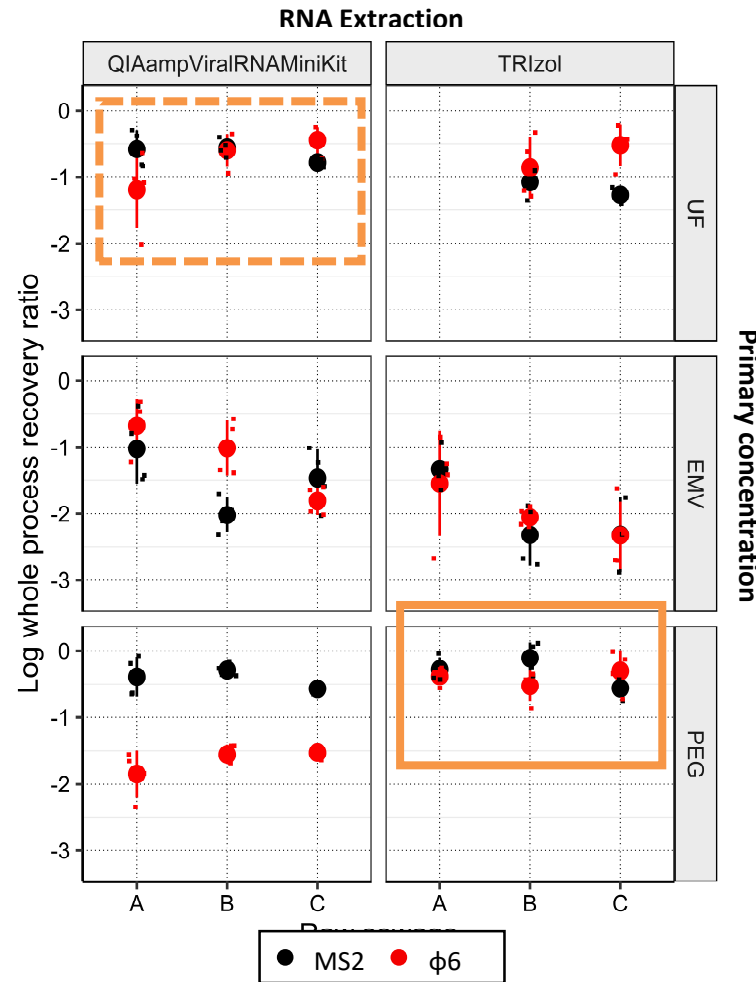 RNA Extraction
QIAampViralRNAMiniKit
TRIzol
Log whole process recovery ratio
Primary concentration
0
-1
-2
-3
UF
0
-1
-2
-3
EMV
0
-1
-2
-3
PEG
A B C
A B C
MS2 ϕ6